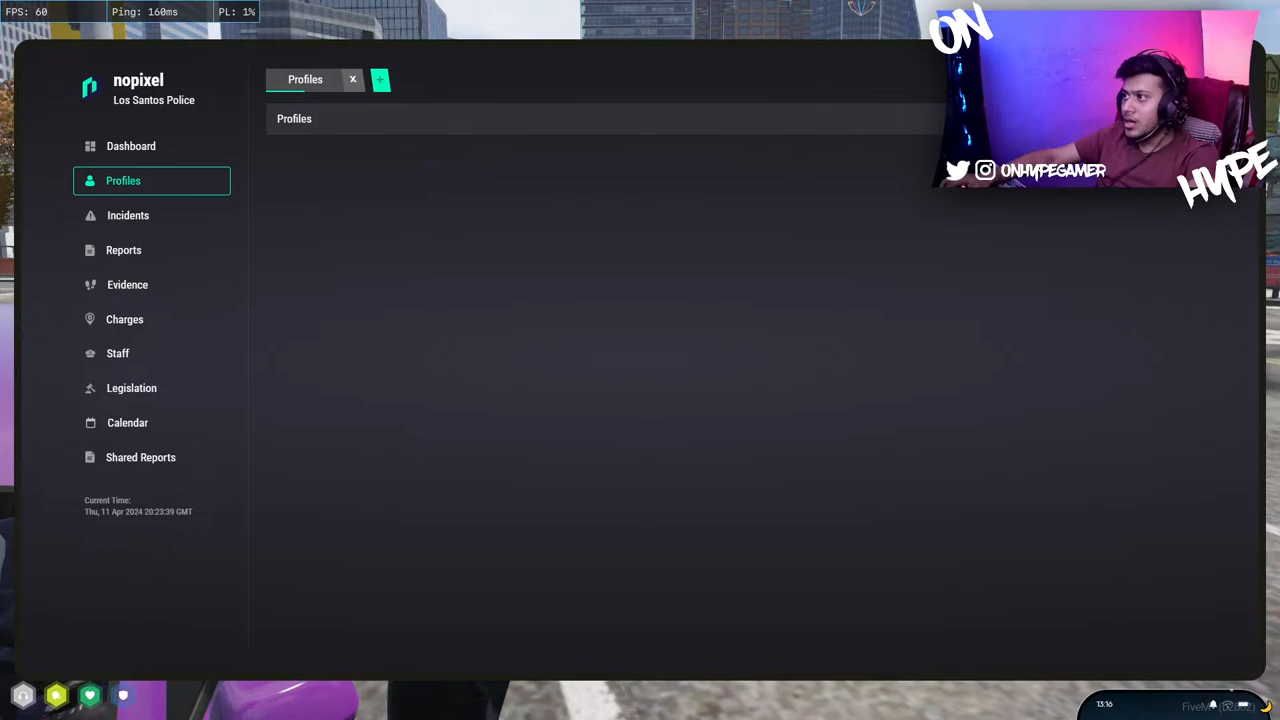 FPS: 60
Ping: 160ms
PL: 1%
ON
nopixel
Los Santos Police
Profiles
x
+
Profiles
Dashboard
Profiles
Incidents
Reports
Evidence
Charges
Staff
Legislation
Calendar
Shared Reports
Current Time:
Thu, 11 Apr 2024 20:23:39 GMT
ONHYPEGAMER
HYPE
13:16